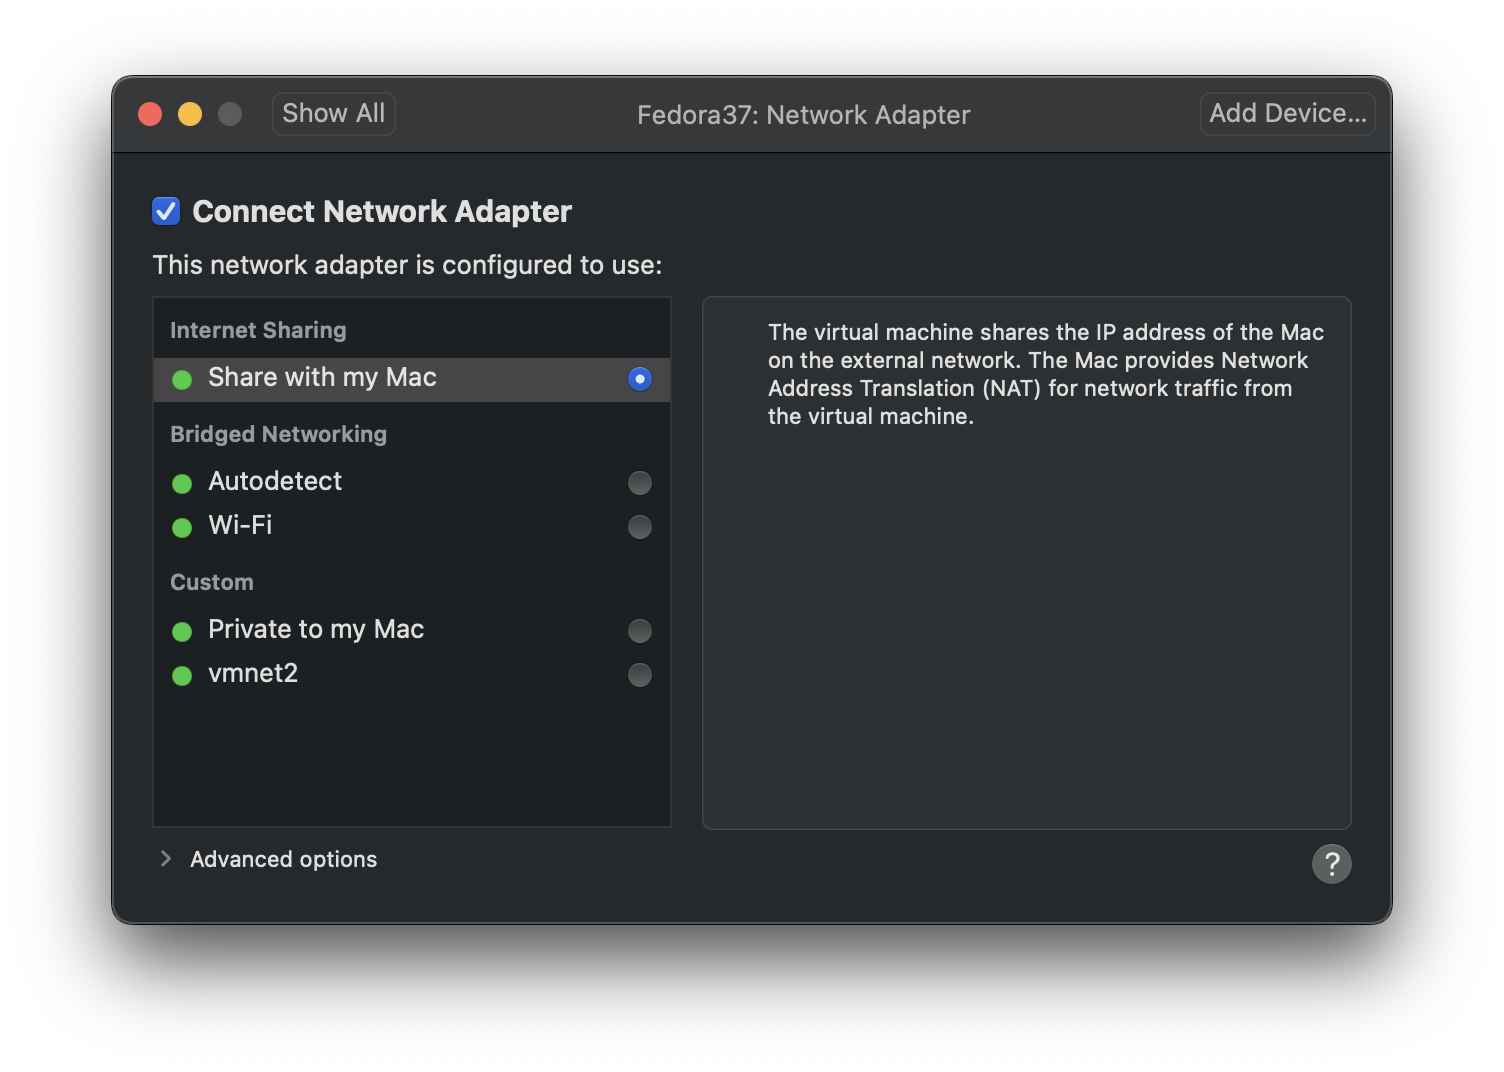 Show All
Fedora37: Network Adapter
Add Device...
Connect Network Adapter
This network adapter is configured to use:
Internet Sharing
Share with my Mac
Bridged Networking
Autodetect
Wi-Fi
Custom
Private to my Mac
vmnet2
The virtual machine shares the IP address of the Mac
on the external network. The Mac provides Network
Address Translation (NAT) for network traffic from
the virtual machine.
Advanced options
?